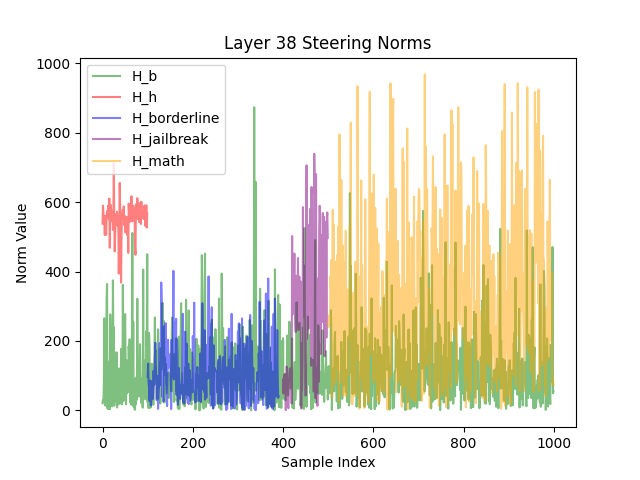 Layer 38 Steering Norms
H_b
H_h
H_borderline
H_jailbreak
H_math
Norm Value
1000
800
600
400
200
0
0 200 400 600 800 1000
Sample Index